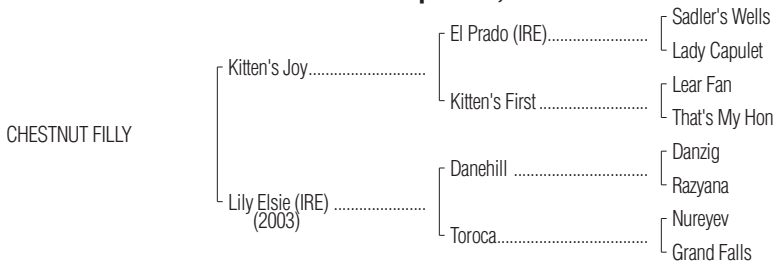 Sadler's Wells
El Prado (IRE)............................
Lady Capulet
Kitten's Joy................................
Lear Fan
Kitten's First ..............................
That's My Hon
CHESTNUT FILLY
Danzig
Danehill .....................................
Razyana
Lily Elsie (IRE) .........................
(2003)
Nureyev
Toroca.........................................
Grand Falls